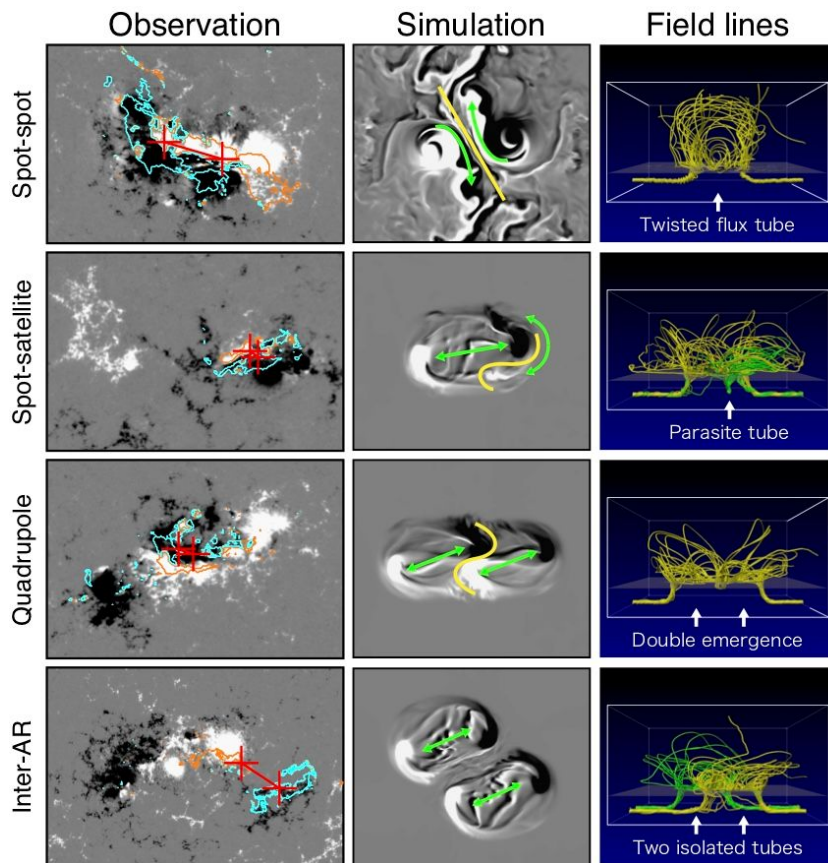 Observation
Simulation
Field lines
Spot-spot
Twisted flux tube
Spot-satellite
Parasite tube
Quadrupole
Double emergence
Inter-AR
Two isolated tubes